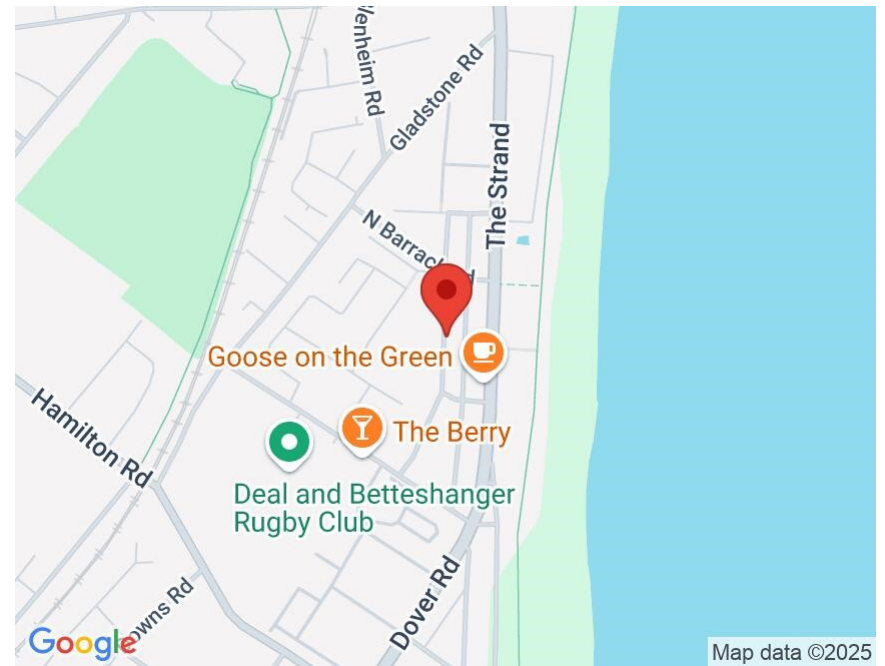 Gladstone Rd
The Strand
Goose on the Green
The Berry
Hamilton Rd
Deal and Betteshanger
Rugby Club
Dover Rd
Google
Map data ©2025